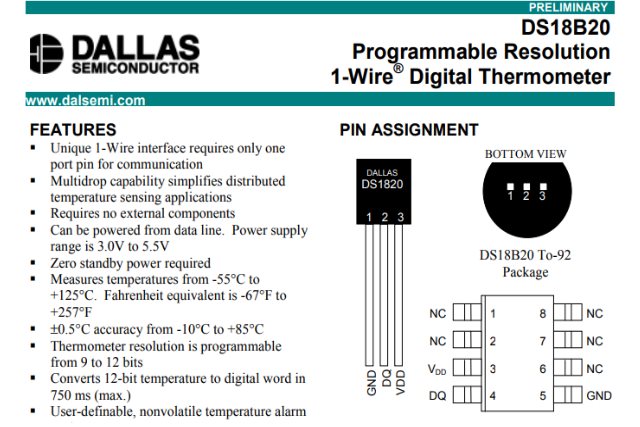 PRELIMINARY
DALLAS
SEMICONDUCTOR
DS18B20
Programmable Resolution
1-Wire® Digital Thermometer
www.dalsemi.com
FEATURES
▪ Unique 1-Wire interface requires only one
port pin for communication
▪ Multidrop capability simplifies distributed
temperature sensing applications
▪ Requires no external components
▪ Can be powered from data line. Power supply
range is 3.0V to 5.5V
▪ Zero standby power required
▪ Measures temperatures from -55°C to
+125°C. Fahrenheit equivalent is -67°F to
+257°F
▪ ±0.5°C accuracy from -10°C to +85°C
▪ Thermometer resolution is programmable
from 9 to 12 bits
▪ Converts 12-bit temperature to digital word in
750 ms (max.)
▪ User-definable, nonvolatile temperature alarm
PIN ASSIGNMENT
DALLAS
DS1820
1 2 3
GND
DQ
VDD
BOTTOM VIEW
1 2 3
DS18B20 To-92
Package
NC 1 8 NC
NC 2 7 NC
VDD 3 6 NC
DQ 4 5 GND